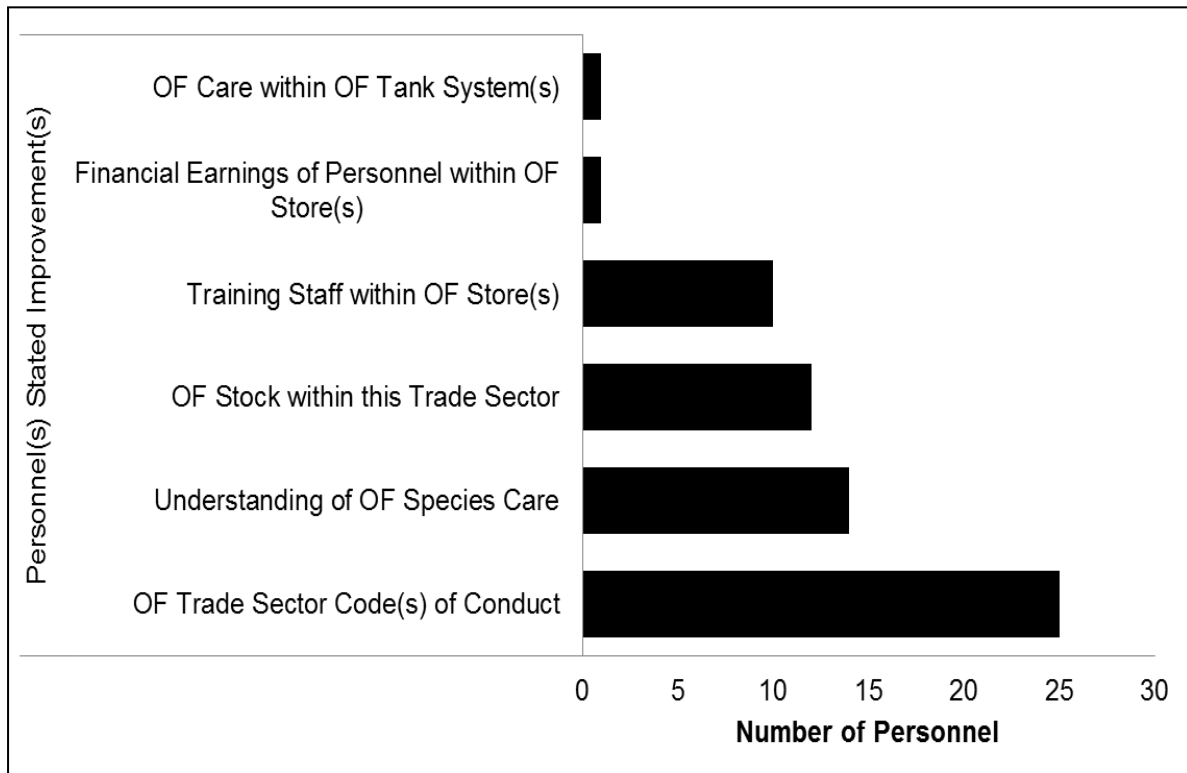 Personnel(s) Stated Improvement(s)
OF Care within OF Tank System(s)
Financial Earnings of Personnel within OF
Store(s)
Training Staff within OF Store(s)
OF Stock within this Trade Sector
Understanding of OF Species Care
OF Trade Sector Code(s) of Conduct
0 5 10 15 20 25 30
Number of Personnel